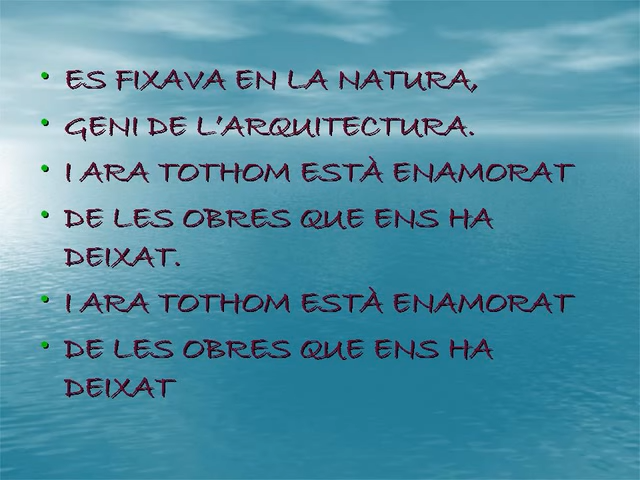 • ES FIXAVA EN LA NATURA,
• GENI DE L'ARQUITECTURA.
• I ARA TOTHOM ESTÀ ENAMORAT
• DE LES OBRES QUE ENS HA
DEIXAT.
• I ARA TOTHOM ESTÀ ENAMORAT
• DE LES OBRES QUE ENS HA
DEIXAT